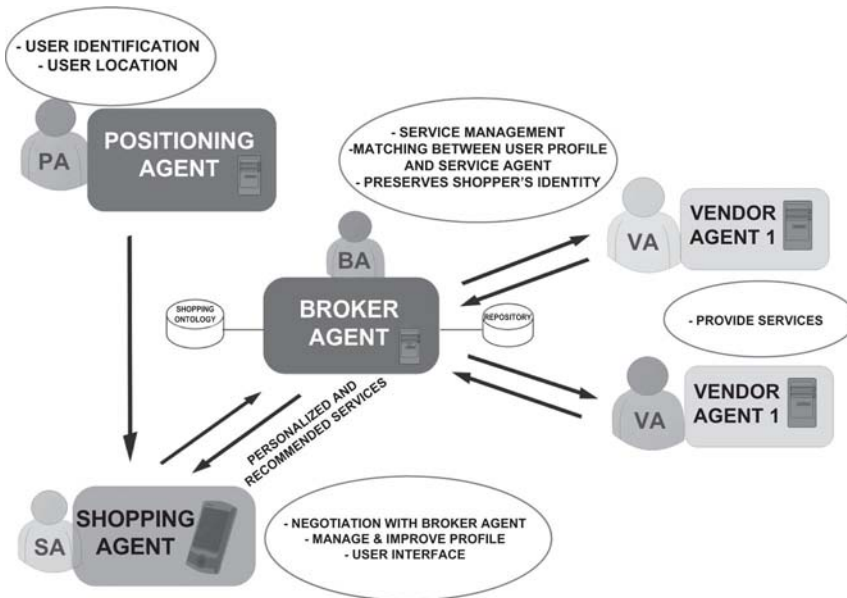 - USER IDENTIFICATION
- USER LOCATION
PA
POSITIONING
AGENT
- SERVICE MANAGEMENT
-MATCHING BETWEEN USER PROFILE
AND SERVICE AGENT
- PRESERVES SHOPPER'S IDENTITY
VA
VENDOR
AGENT 1
BA
BROKER
AGENT
SHOPPING
ONTOLOGY
REPOSITORY
- PROVIDE SERVICES
VA
VENDOR
AGENT 1
PERSONALIZED AND
RECOMMENDED SERVICES
SA
SHOPPING
AGENT
- NEGOTIATION WITH BROKER AGENT
- MANAGE & IMPROVE PROFILE
- USER INTERFACE